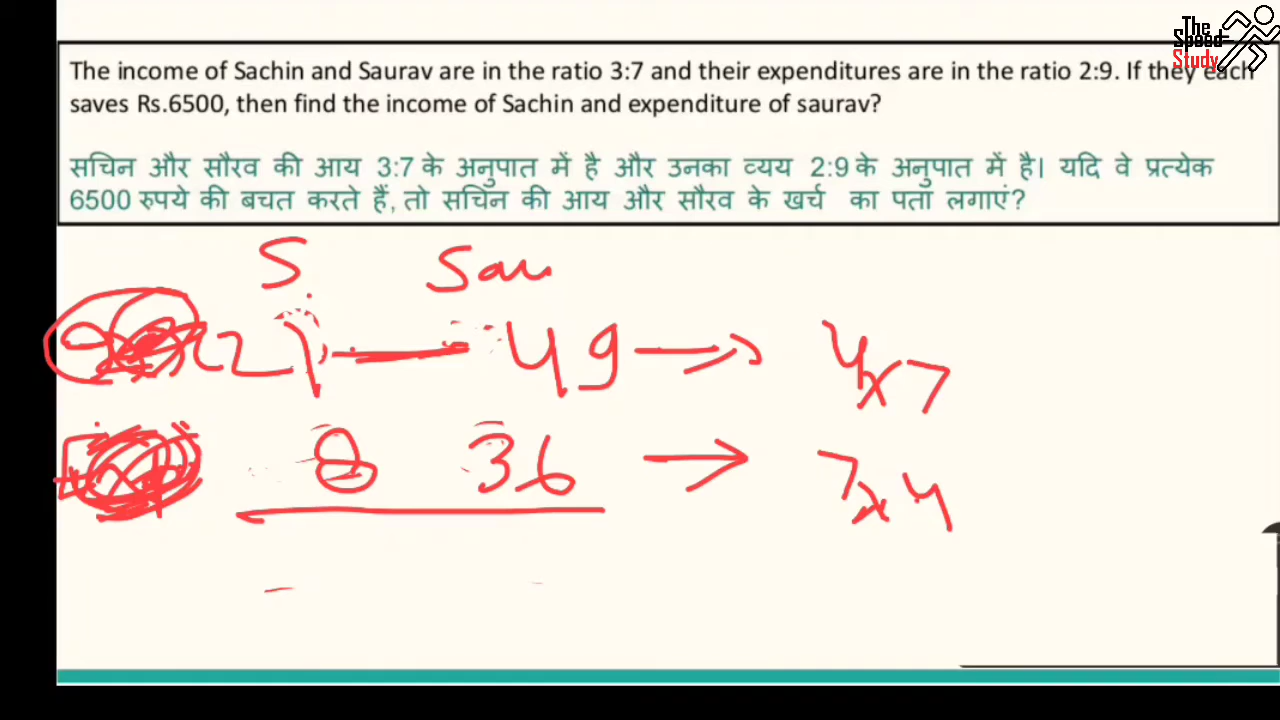 The
Speed
Study
The income of Sachin and Saurav are in the ratio 3:7 and their expenditures are in the ratio 2:9. If they each
saves Rs.6500, then find the income of Sachin and expenditure of saurav?
सचिन और सौरव की आय 3:7 के अनुपात में है और उनका व्यय 2:9 के अनुपात में है। यदि वे प्रत्येक
6500 रुपये की बचत करते हैं, तो सचिन की आय और सौरव के खर्च का पता लगाएं?
S Sau
21 49 4x7
8 36 7x4